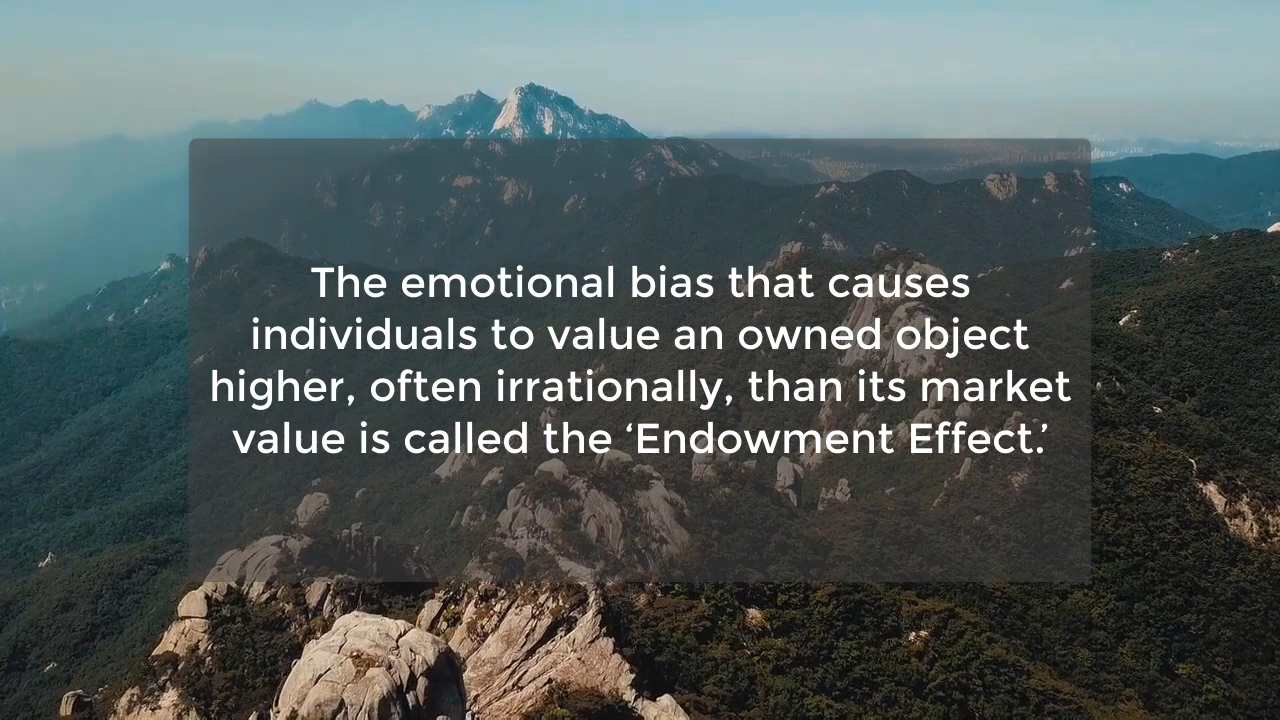 The emotional bias that causes
individuals to value an owned object
higher, often irrationally, than its market
value is called the ‘Endowment Effect.’